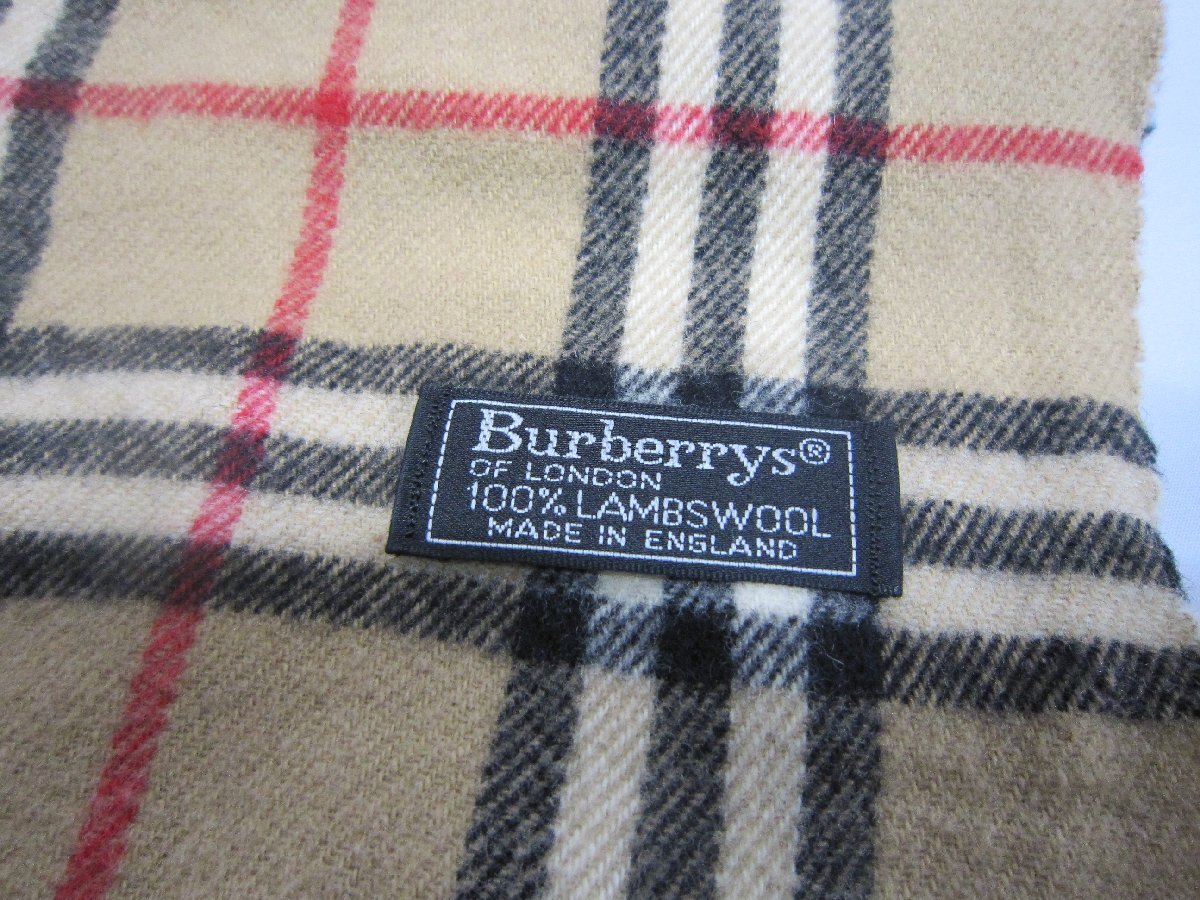 Burberrys®
OF LONDON
100% LAMBSWOOL
MADE IN ENGLAND